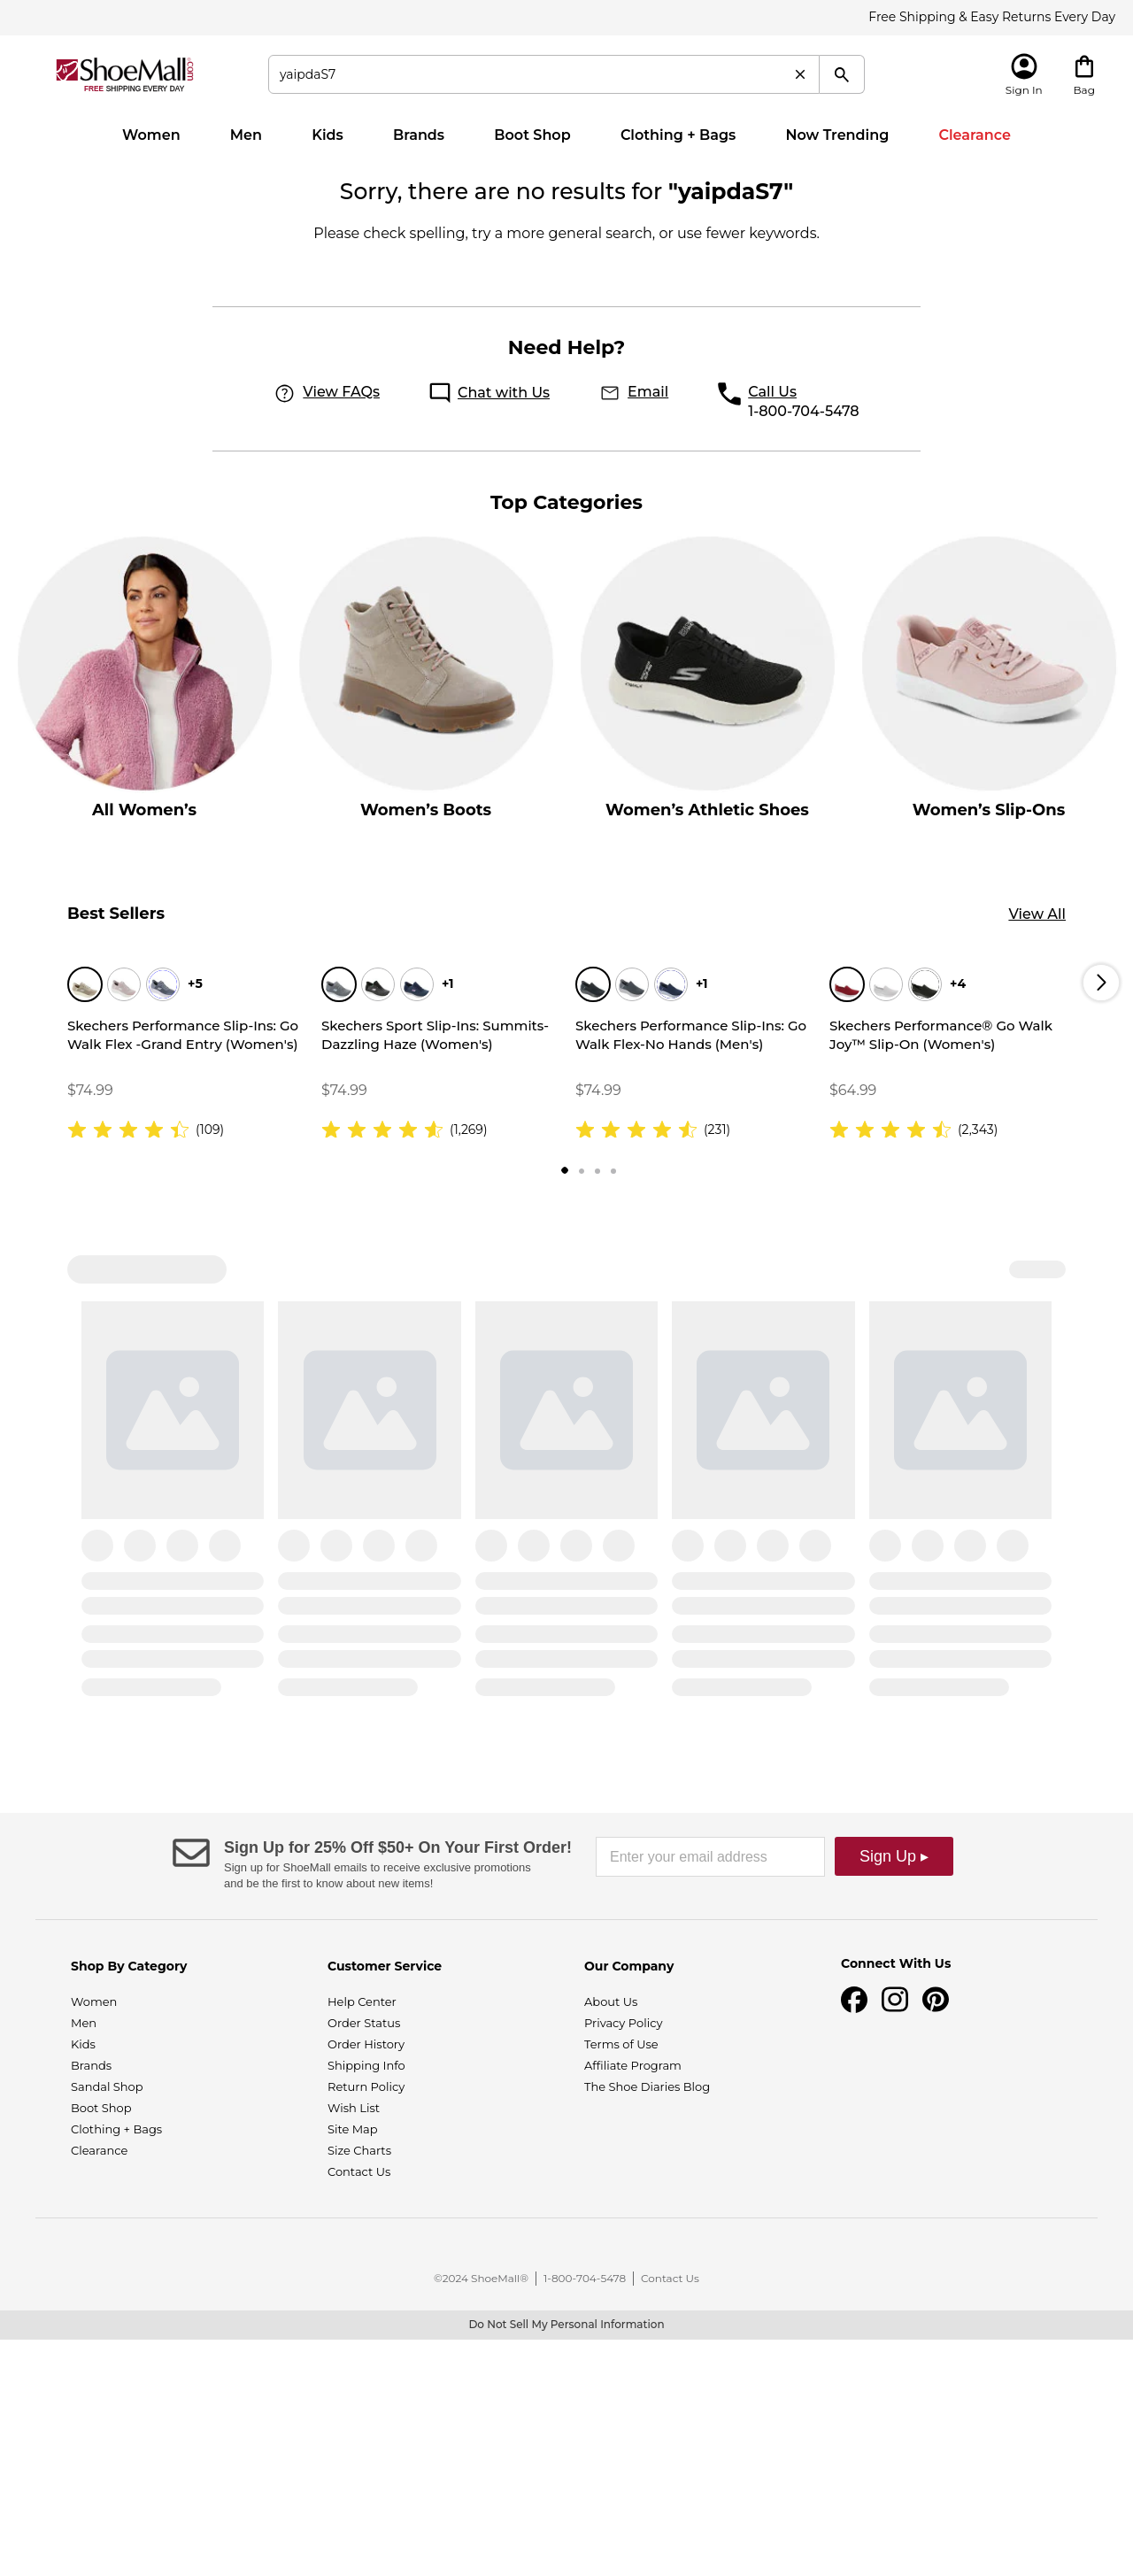 Free Shipping & Easy Returns Every Day
ShoeMall.com
FREE SHIPPING EVERY DAY
yaipdaS7
Sign In
Bag
Women Men Kids Brands Boot Shop Clothing + Bags Now Trending Clearance
Sorry, there are no results for "yaipdaS7"
Please check spelling, try a more general search, or use fewer keywords.
Need Help?
View FAQs Chat with Us Email Call Us
1-800-704-5478
Top Categories
All Women’s Women’s Boots Women’s Athletic Shoes Women’s Slip-Ons
Best Sellers View All
+5 +1 +1 +4
Skechers Performance Slip-Ins: Go
Walk Flex -Grand Entry (Women's)
$74.99
(109)
Skechers Sport Slip-Ins: Summits-
Dazzling Haze (Women's)
$74.99
(1,269)
Skechers Performance Slip-Ins: Go
Walk Flex-No Hands (Men's)
$74.99
(231)
Skechers Performance® Go Walk
Joy™ Slip-On (Women's)
$64.99
(2,343)
Sign Up for 25% Off $50+ On Your First Order!
Sign up for ShoeMall emails to receive exclusive promotions
and be the first to know about new items!
Enter your email address
Sign Up ▸
Shop By Category
Women
Men
Kids
Brands
Sandal Shop
Boot Shop
Clothing + Bags
Clearance
Customer Service
Help Center
Order Status
Order History
Shipping Info
Return Policy
Wish List
Site Map
Size Charts
Contact Us
Our Company
About Us
Privacy Policy
Terms of Use
Affiliate Program
The Shoe Diaries Blog
Connect With Us
©2024 ShoeMall® | 1-800-704-5478 | Contact Us
Do Not Sell My Personal Information